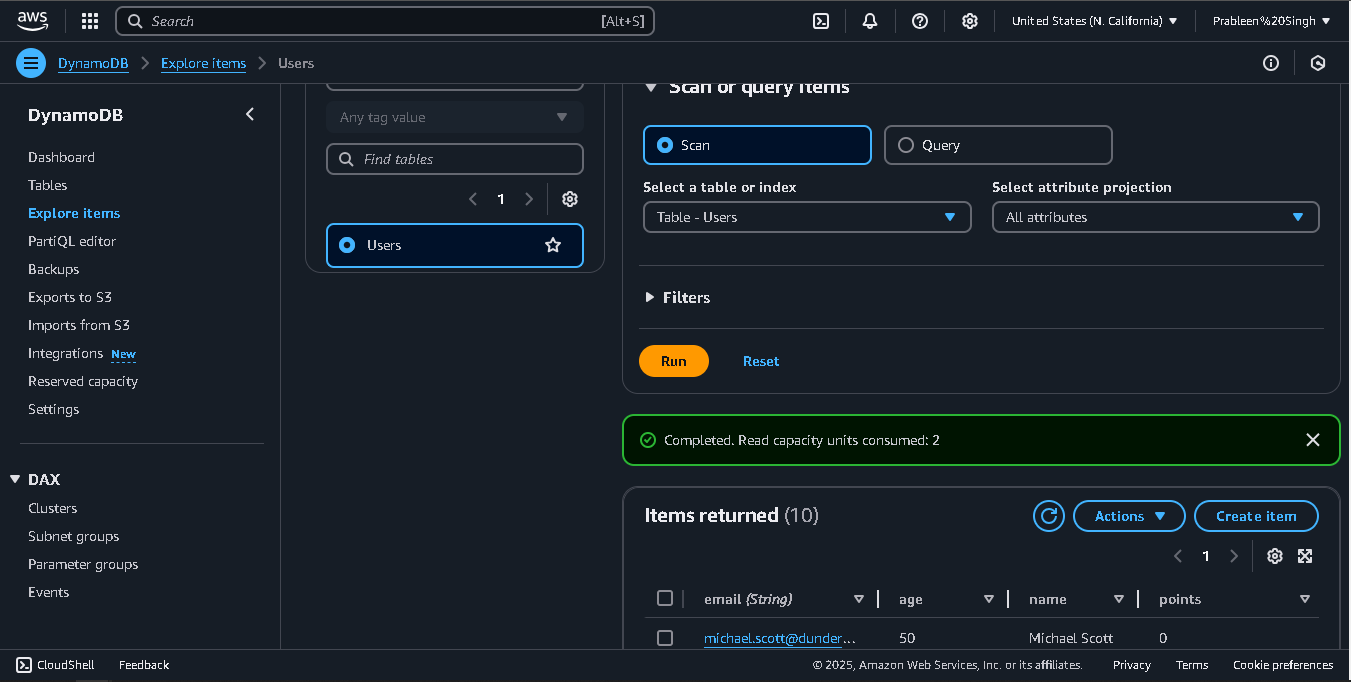 aws
Search [Alt+S]
United States (N. California)
Prableen%20Singh
DynamoDB
Explore items
Users
DynamoDB
Dashboard
Tables
Explore items
PartiQL editor
Backups
Exports to S3
Imports from S3
Integrations New
Reserved capacity
Settings
DAX
Clusters
Subnet groups
Parameter groups
Events
Any tag value
Find tables
1
Users
Scan or query items
Scan
Query
Select a table or index
Table - Users
Select attribute projection
All attributes
Filters
Run
Reset
Completed. Read capacity units consumed: 2
Items returned (10)
Actions
Create item
1
email (String) age name points
michael.scott@dunder... 50 Michael Scott 0
CloudShell
Feedback
© 2025, Amazon Web Services, Inc. or its affiliates.
Privacy
Terms
Cookie preferences